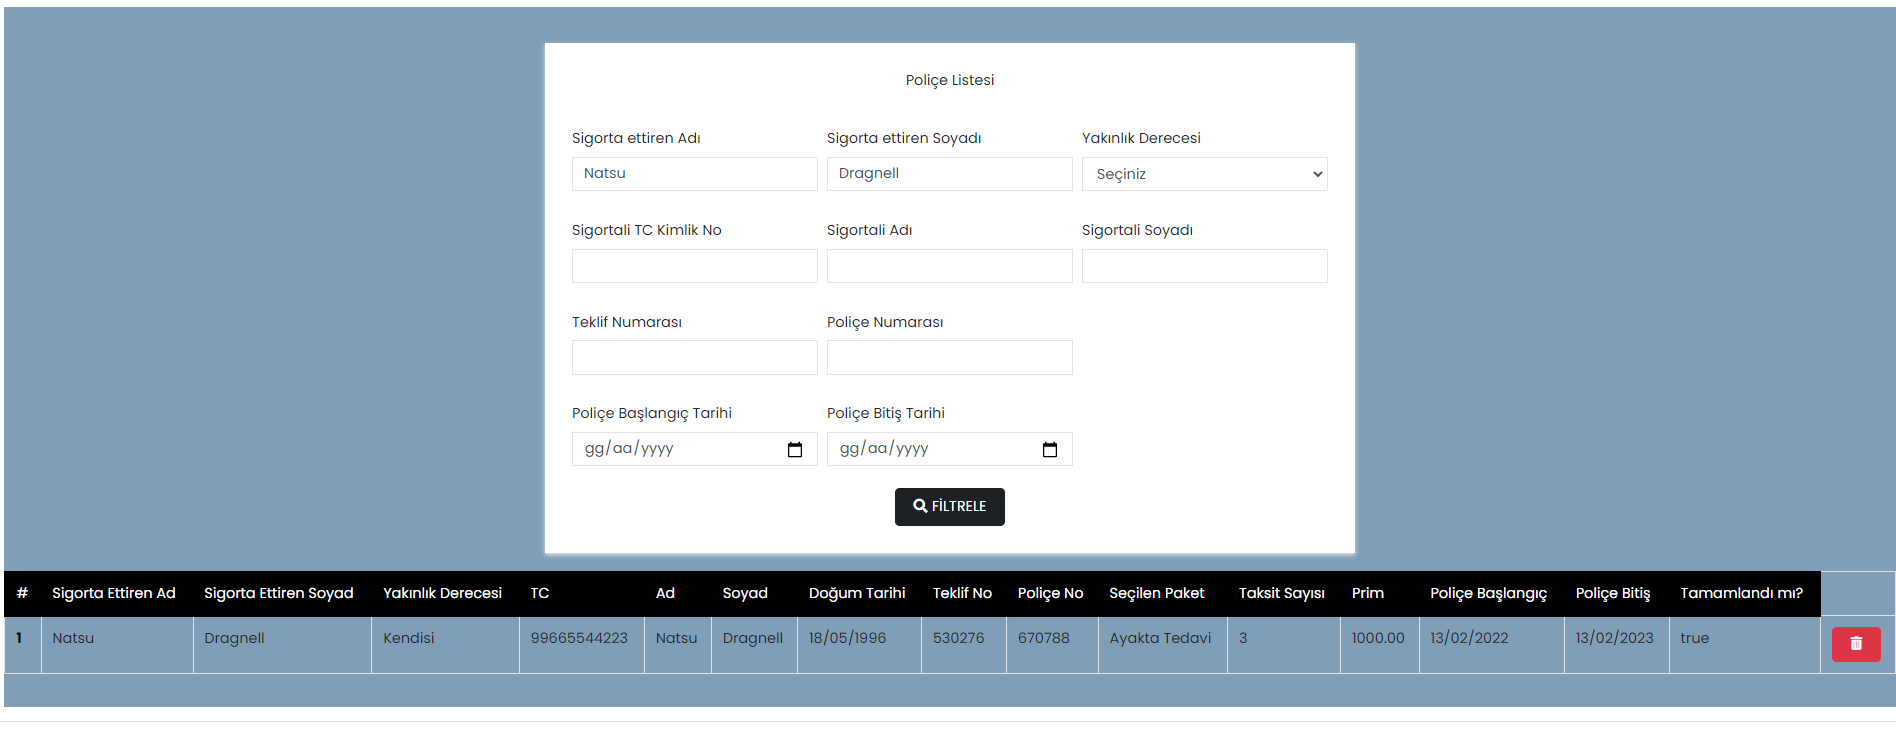 Poliçe Listesi
Sigorta ettiren Adı Sigorta ettiren Soyadı Yakınlık Derecesi
Natsu Dragnell Seçiniz
Sigortali TC Kimlik No Sigortali Adı Sigortali Soyadı
Teklif Numarası Poliçe Numarası
Poliçe Başlangıç Tarihi Poliçe Bitiş Tarihi
gg/aa/yyyy gg/aa/yyyy
FİLTRELE
# Sigorta Ettiren Ad Sigorta Ettiren Soyad Yakınlık Derecesi TC Ad Soyad Doğum Tarihi Teklif No Poliçe No Seçilen Paket Taksit Sayısı Prim Poliçe Başlangıç Poliçe Bitiş Tamamlandı mı?
1 Natsu Dragnell Kendisi 99665544223 Natsu Dragnell 18/05/1996 530276 670788 Ayakta Tedavi 3 1000.00 13/02/2022 13/02/2023 true